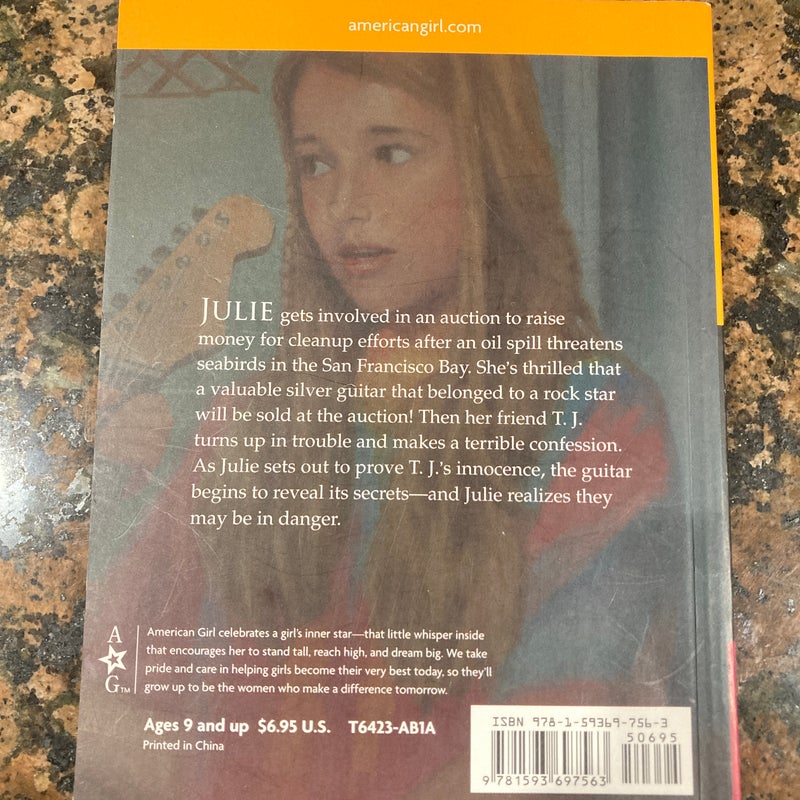 americangirl.com
JULIE gets involved in an auction to raise
money for cleanup efforts after an oil spill threatens
seabirds in the San Francisco Bay. She's thrilled that
a valuable silver guitar that belonged to a rock star
will be sold at the auction! Then her friend T. J.
turns up in trouble and makes a terrible confession.
As Julie sets out to prove T. J.'s innocence, the guitar
begins to reveal its secrets—and Julie realizes they
may be in danger.
A
G™
American Girl celebrates a girl's inner star—that little whisper inside
that encourages her to stand tall, reach high, and dream big. We take
pride and care in helping girls become their very best today, so they'll
grow up to be the women who make a difference tomorrow.
Ages 9 and up $6.95 U.S. T6423-AB1A
Printed in China
ISBN 978-1-59369-756-3
50695
9 781593 697563